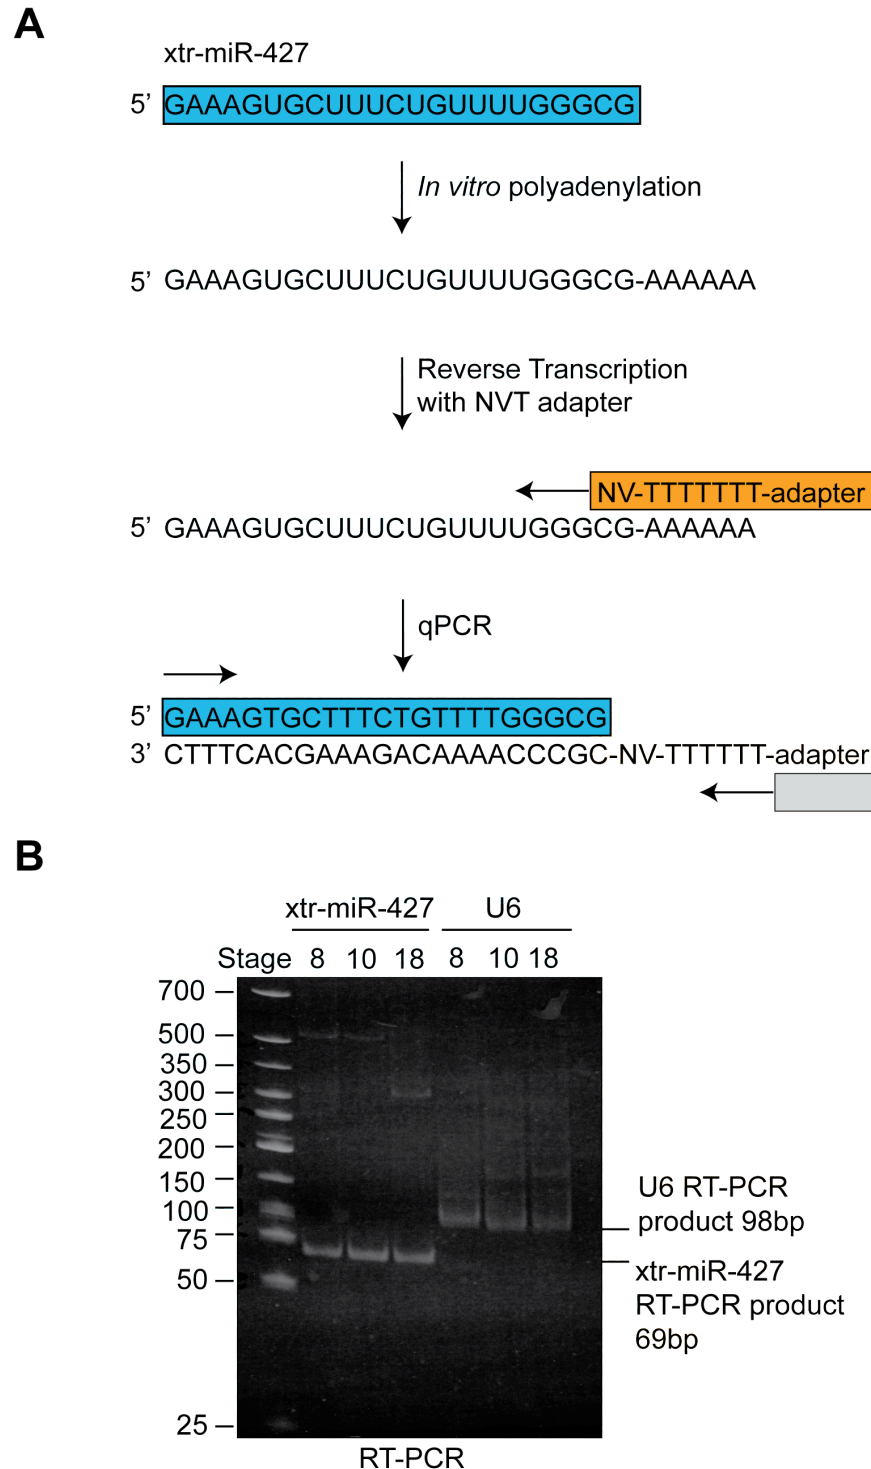 A
xtr-miR-427
5’ GAAAGUGCUUUCUGUUUUGGGCG
In vitro polyadenylation
5’ GAAAGUGCUUUCUGUUUUGGGCG-AAAAAA
Reverse Transcription
with NVT adapter
NV-TTTTTTT-adapter
5’ GAAAGUGCUUUCUGUUUUGGGCG-AAAAAA
qPCR
5’ GAAAGTGCTTTCTGTTTTGGGCG
3’ CTTTCACGAAAGACAAAACCCGC-NV-TTTTTT-adapter
B
xtr-miR-427 U6
Stage 8 10 18 8 10 18
700
500
350
300
250
200
150
100
75
50
25
U6 RT-PCR
product 98bp
xtr-miR-427
RT-PCR product
69bp
RT-PCR